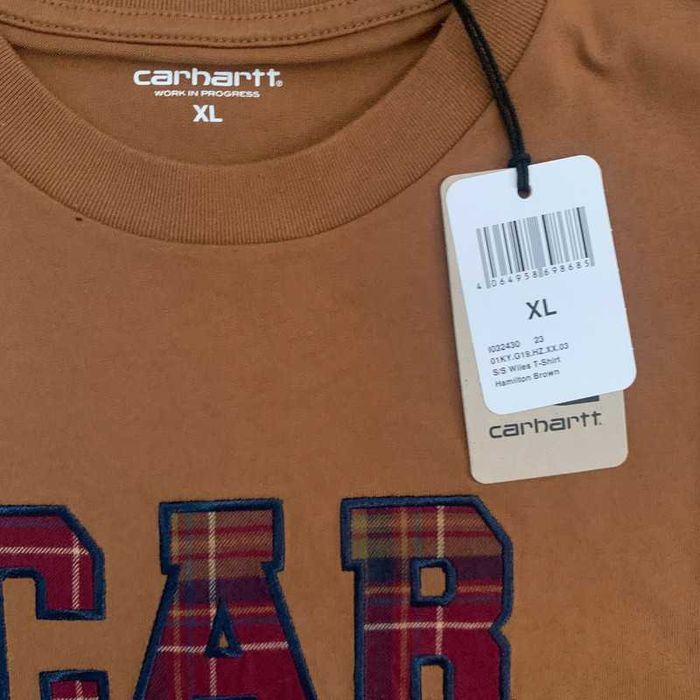 carhartt®
WORK IN PROGRESS
XL
4 064958 698685
XL
I032430 23
01KY.G19.HZ.XX.03
S/S Wiles T-Shirt
Hamilton Brown
carhartt
CAR